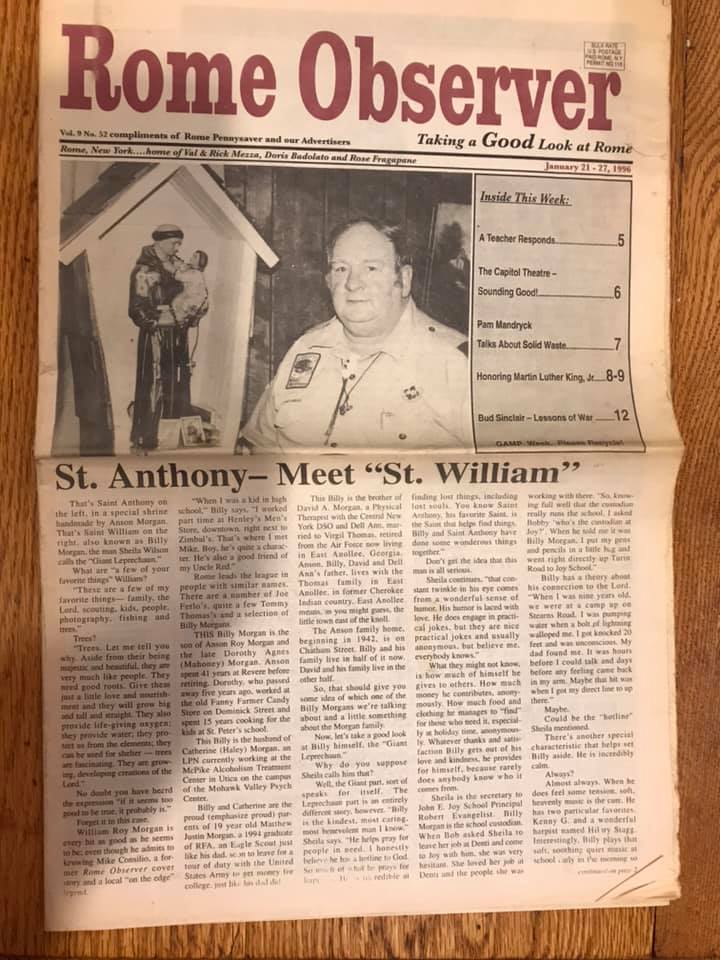 Rome Observer
BULK RATE
U.S. POSTAGE
PAID ROME, N.Y.
PERMIT NO 118
Vol. 9 No. 52 compliments of Rome Pennysaver and our Advertisers
Taking a Good Look at Rome
Rome, New York....home of Val & Rick Mezza, Doris Badolato and Rose Fragapane
January 21 - 27, 1996
Inside This Week:
A Teacher Responds 5
The Capitol Theatre –
Sounding Good! 6
Pam Mandryck
Talks About Solid Waste 7
Honoring Martin Luther King, Jr. 8-9
Bud Sinclair – Lessons of War 12
GAMP Week. Please Recycle!
St. Anthony– Meet “St. William”
That's Saint Anthony on
the left, in a special shrine
handmade by Anson Morgan.
That's Saint William on the
right, also known as Billy
Morgan, the man Sheila Wilson
calls the "Giant Leprechaun."
What are "a few of your
favorite things" William?
"These are a few of my
favorite things— family, the
Lord, scouting, kids, people,
photography, fishing and
trees."
Trees?
"Trees. Let me tell you
why. Aside from their being
majestic and beautiful, they are
very much like people. They
need good roots. Give them
just a little love and nourish-
ment and they will grow big
and tall and straight. They also
provide life-giving oxygen;
they provide water; they pro-
tect us from the elements; they
can be used for shelter — trees
are fascinating. They are grow-
ing, developing creations of the
Lord."
No doubt you have heard
the expression "if it seems too
good to be true, it probably is."
Forget it in this case.
William Roy Morgan is
every bit as good as he seems
to be; even though he admits to
knowing Mike Consilio, a for-
mer Rome Observer cover
story and a local "on the edge"
legend.
"When I was a kid in high
school," Billy says, "I worked
part time at Henley's Men's
Store, downtown, right next to
Zimbal's. That's where I met
Mike. Boy, he's quite a charac-
ter. He's also a good friend of
my Uncle Red."
Rome leads the league in
people with similar names.
There are a number of Joe
Ferlo's, quite a few Tommy
Thomas's and a selection of
Billy Morgans.
THIS Billy Morgan is the
son of Anson Roy Morgan and
the late Dorothy Agnes
(Mahoney) Morgan. Anson
spent 41 years at Revere before
retiring. Dorothy, who passed
away five years ago, worked at
the old Fanny Farmer Candy
Store on Dominick Street and
spent 15 years cooking for the
kids at St. Peter's school.
This Billy is the husband of
Catherine (Haley) Morgan, an
LPN currently working at the
McPike Alcoholism Treatment
Center in Utica on the campus
of the Mohawk Valley Psych
Center.
Billy and Catherine are the
proud (emphasize proud) par-
ents of 19 year old Matthew
Justin Morgan, a 1994 graduate
of RFA, an Eagle Scout just
like his dad, soon to leave for a
tour of duty with the United
States Army to get money for
college, just like his dad did.
This Billy is the brother of
David A. Morgan, a Physical
Therapist with the Central New
York DSO and Dell Ann, mar-
ried to Virgil Thomas, retired
from the Air Force now living
in East Anollee, Georgia.
Anson, Billy, David and Dell
Ann's father, lives with the
Thomas family in East
Anollee, in former Cherokee
Indian country. East Anollee
means, as you might guess, the
little town east of the knoll.
The Anson family home,
beginning in 1942, is on
Chatham Street. Billy and his
family live in half of it now.
David and his family live in the
other half.
So, that should give you
some idea of which one of the
Billy Morgans we're talking
about and a little something
about the Morgan family.
Now, let's take a good look
at Billy himself, the "Giant
Leprechaun."
Why do you suppose
Sheila calls him that?
Well, the Giant part, sort of
speaks for itself. The
Leprechaun part is an entirely
different story, however. "Billy
is the kindest, most caring,
most benevolent man I know,"
Sheila says. "He helps pray for
people in need. I honestly
believe he has a hotline to God.
So much of what he prays for
finding lost things, including
lost souls. You know Saint
Anthony, his favorite Saint, is
the Saint that helps find things.
Billy and Saint Anthony have
done some wonderous things
together."
Don't get the idea that this
man is all serious.
Sheila continues, "that con-
stant twinkle in his eye comes
from a wonderful sense of
humor. His humor is laced with
love. He does engage in practi-
cal jokes, but they are nice
practical jokes and usually
anonymous, but believe me,
everybody knows."
What they might not know,
is how much of himself he
gives to others. How much
money he contributes, anony-
mously. How much food and
clothing he manages to "find"
for those who need it, especial-
ly at holiday time, anonymous-
ly. Whatever thanks and satis-
faction Billy gets out of his
love and kindness, he provides
for himself, because rarely
does anybody know who it
comes from.
Sheila is the secretary to
John E. Joy School Principal
Robert Evangelist. Billy
Morgan is the school custodian.
When Bob asked Sheila to
leave her job at Denti and come
to Joy with him, she was very
hesitant. She loved her job at
Denti and the people she was
working with there. "So, know-
ing full well that the custodian
really runs the school, I asked
Bobby 'who's the custodian at
Joy?'. When he told me it was
Billy Morgan, I put my pens
and pencils in a little bag and
went right directly up Turin
Road to Joy School."
Billy has a theory about
his connection to the Lord.
"When I was nine years old,
we were at a camp up on
Stearns Road. I was pumping
water when a bolt of lightning
walloped me. I got knocked 20
feet and was unconscious. My
dad found me. It was hours
before I could talk and days
before any feeling came back
in my arm. Maybe that hit was
when I got my direct line to up
there."
Maybe.
Could be the "hotline"
Sheila mentioned.
There's another special
characteristic that helps set
Billy aside. He is incredibly
calm.
Always?
Almost always. When he
does feel some tension, soft,
heavenly music is the cure. He
has two particular favorites.
Kenny G. and a wonderful
harpist named Hilary Stagg.
Interestingly, Billy plays that
soft, soothing quiet music at
school early in the morning so
continued on page 2